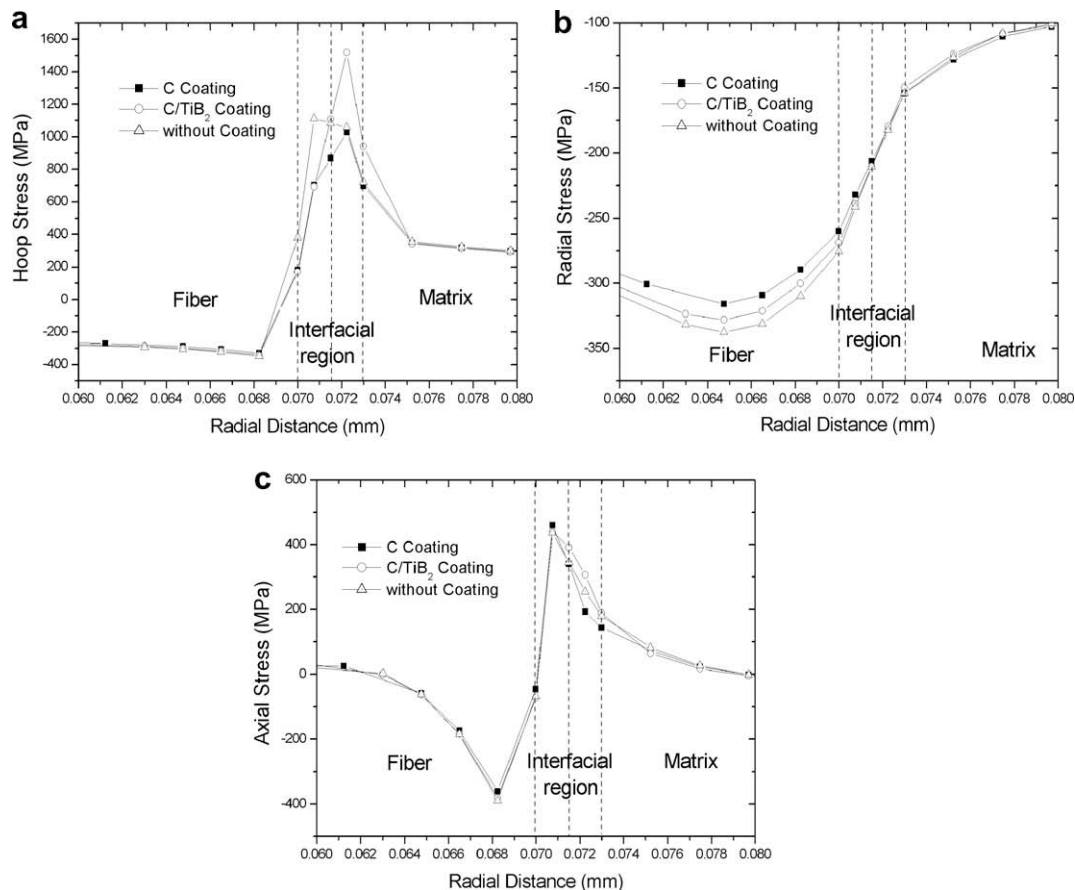 a
1600
1400
1200
1000
800
600
400
200
0
-200
-400
Hoop Stress (MPa)
C Coating
C/TiB₂ Coating
without Coating
Fiber
Interfacial
region
Matrix
0.060 0.062 0.064 0.066 0.068 0.070 0.072 0.074 0.076 0.078 0.080
Radial Distance (mm)
b
-100
-150
-200
-250
-300
-350
Radial Stress (MPa)
C Coating
C/TiB₂ Coating
without Coating
Fiber
Interfacial
region
Matrix
0.060 0.062 0.064 0.066 0.068 0.070 0.072 0.074 0.076 0.078 0.080
Radial Distance (mm)
c
600
400
200
0
-200
-400
Axial Stress (MPa)
C Coating
C/TiB₂ Coating
without Coating
Fiber
Interfacial
region
Matrix
0.060 0.062 0.064 0.066 0.068 0.070 0.072 0.074 0.076 0.078 0.080
Radial Distance (mm)